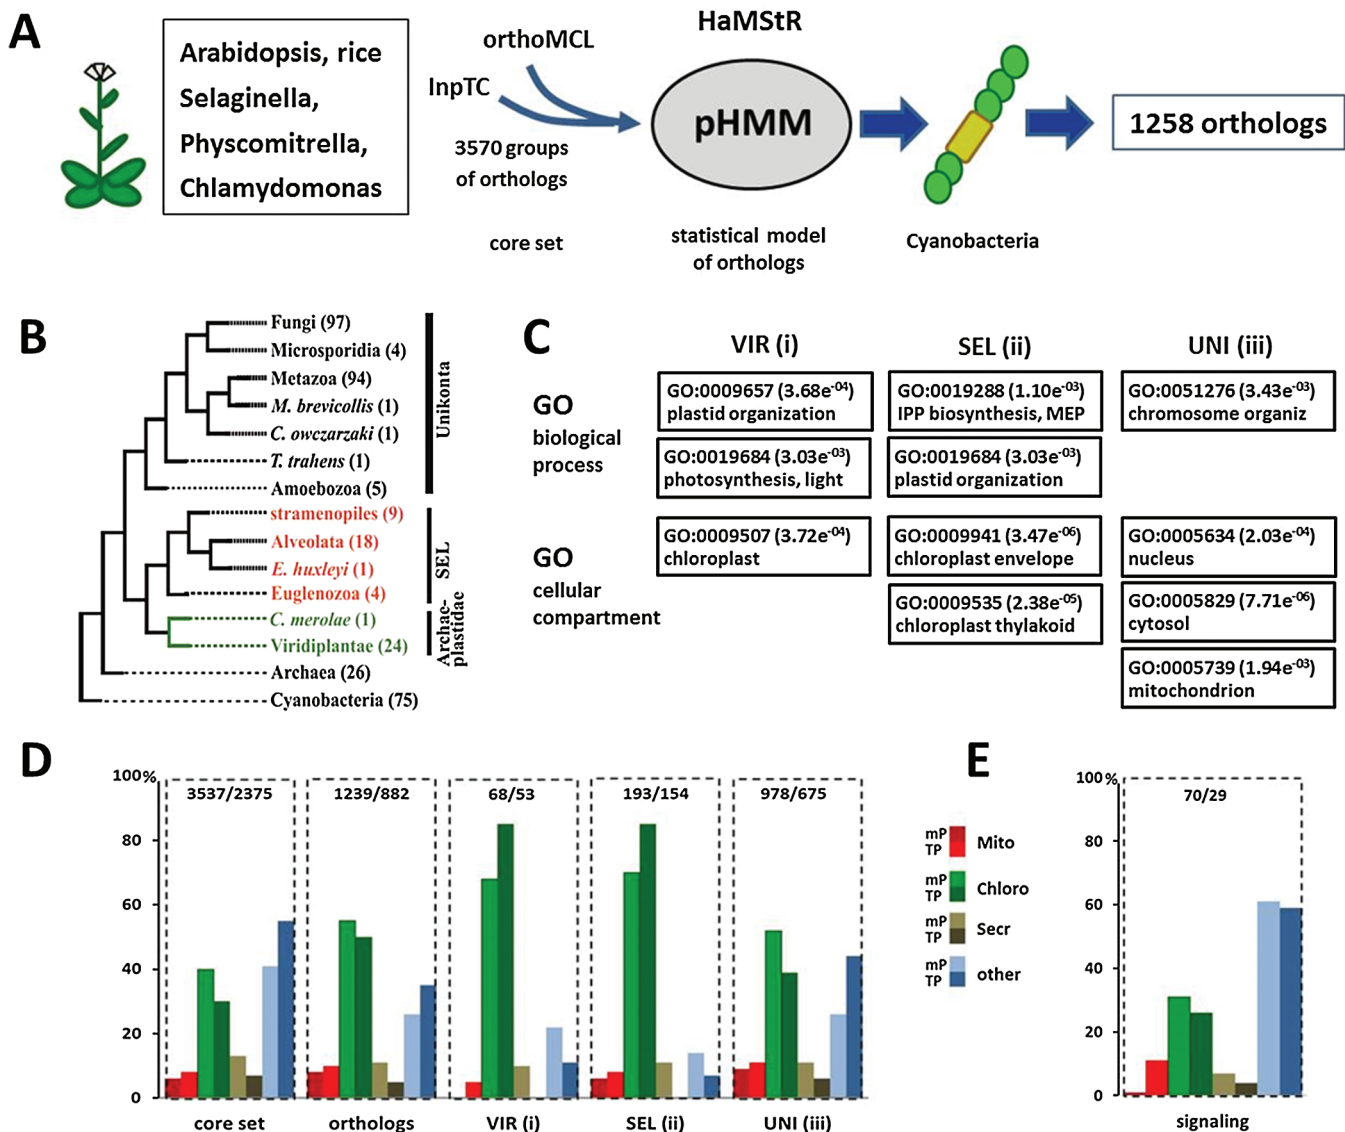 A
Arabidopsis, rice
Selaginella,
Physcomitrella,
Chlamydomonas
orthoMCL
InpTC
3570 groups
of orthologs
core set
HaMStR
pHMM
statistical model
of orthologs
Cyanobacteria
1258 orthologs
B
Fungi (97)
Microsporidia (4)
Metazoa (94)
M. brevicollis (1)
C. owczarzaki (1)
T. trahens (1)
Amoebozoa (5)
stramenopiles (9)
Alveolata (18)
E. huxleyi (1)
Euglenozoa (4)
C. merolae (1)
Viridiplantae (24)
Archaea (26)
Cyanobacteria (75)
Unikonta
SEL
Archae-
plastidae
C
VIR (i)
SEL (ii)
UNI (iii)
GO
biological
process
GO:0009657 (3.68e-04)
plastid organization
GO:0019684 (3.03e-03)
photosynthesis, light
GO:0019288 (1.10e-03)
IPP biosynthesis, MEP
GO:0019684 (3.03e-03)
plastid organization
GO:0051276 (3.43e-03)
chromosome organiz
GO
cellular
compartment
GO:0009507 (3.72e-04)
chloroplast
GO:0009941 (3.47e-06)
chloroplast envelope
GO:0009535 (2.38e-05)
chloroplast thylakoid
GO:0005634 (2.03e-04)
nucleus
GO:0005829 (7.71e-06)
cytosol
GO:0005739 (1.94e-03)
mitochondrion
D
100%
80
60
40
20
0
3537/2375
1239/882
68/53
193/154
978/675
core set
orthologs
VIR (i)
SEL (ii)
UNI (iii)
mP
TP
Mito
mP
TP
Chloro
mP
TP
Secr
mP
TP
other
E
100%
80
60
40
20
0
70/29
signaling